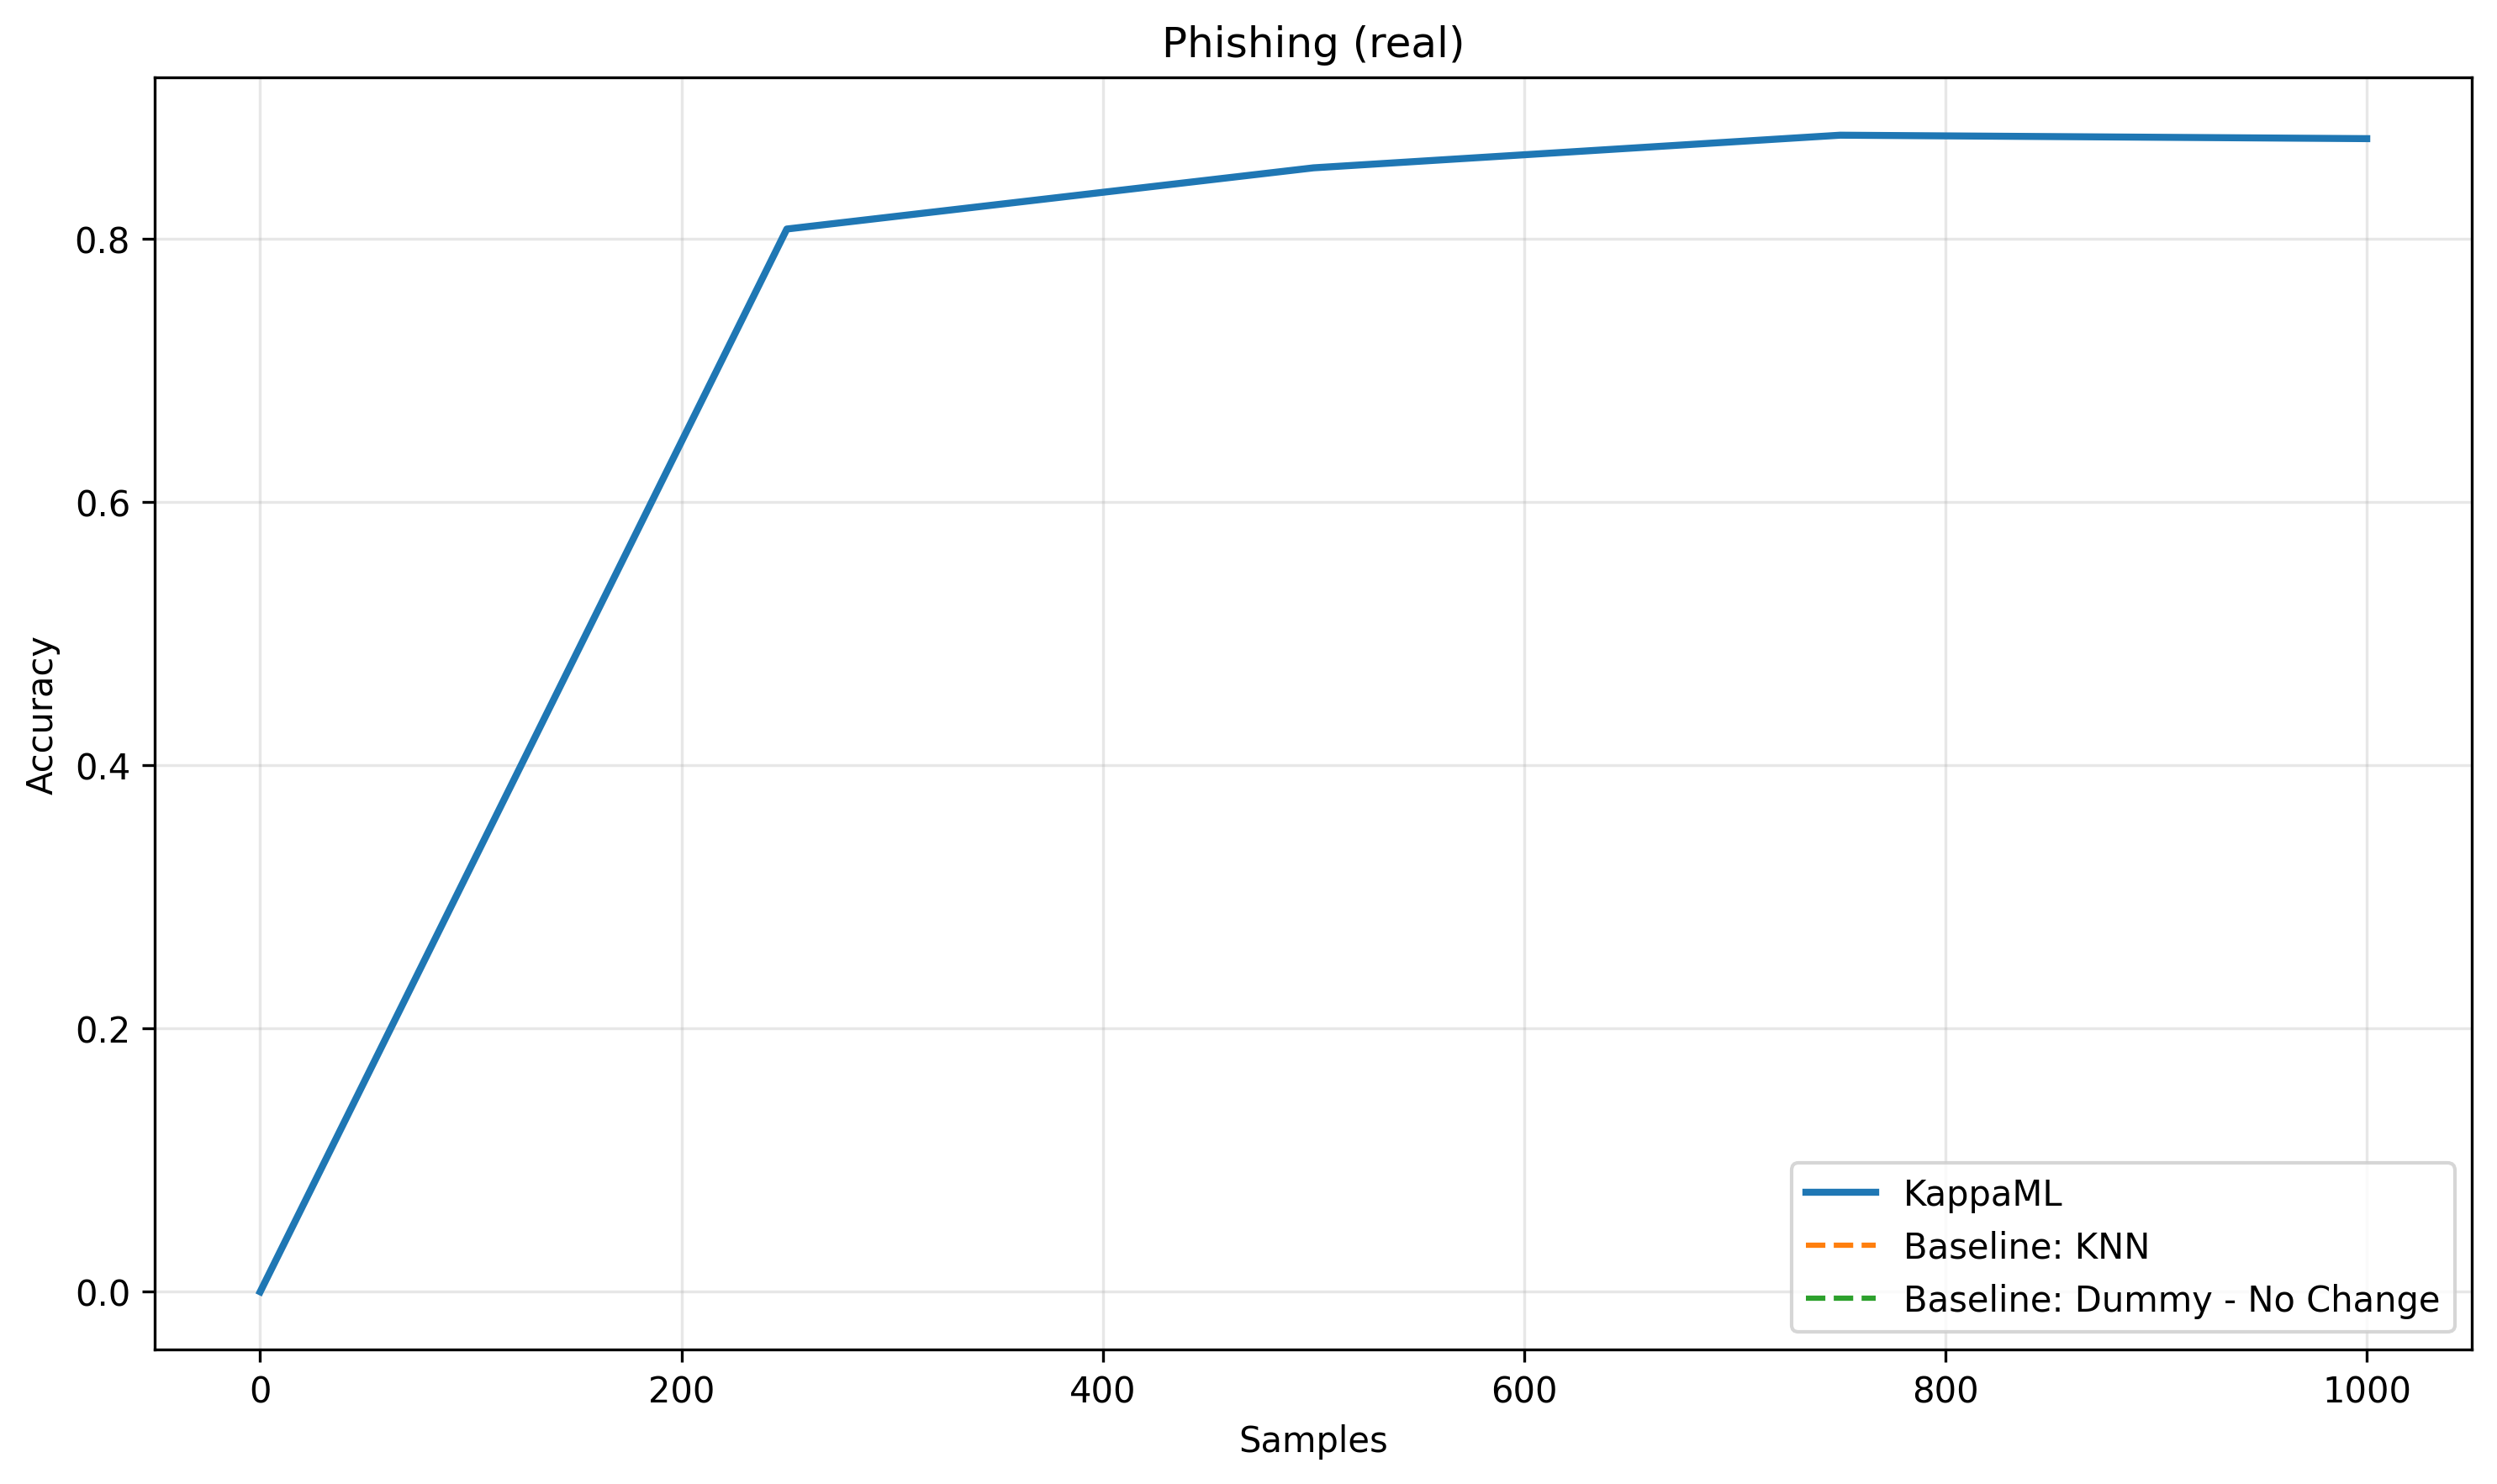 Phishing (real)
Accuracy
0.8
0.6
0.4
0.2
0.0
0 200 400 600 800 1000
Samples
KappaML
Baseline: KNN
Baseline: Dummy - No Change